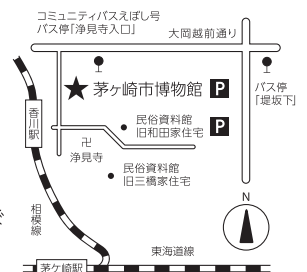 コミュニティバスえぼし号
バス停「浄見寺入口」
大岡越前通り
★ 茅ヶ崎市博物館 P
バス停
「堤坂下」
香川駅
民俗資料館
旧和田家住宅 P
卍
浄見寺
民俗資料館
旧三橋家住宅
相模線
N
東海道線
茅ケ崎駅